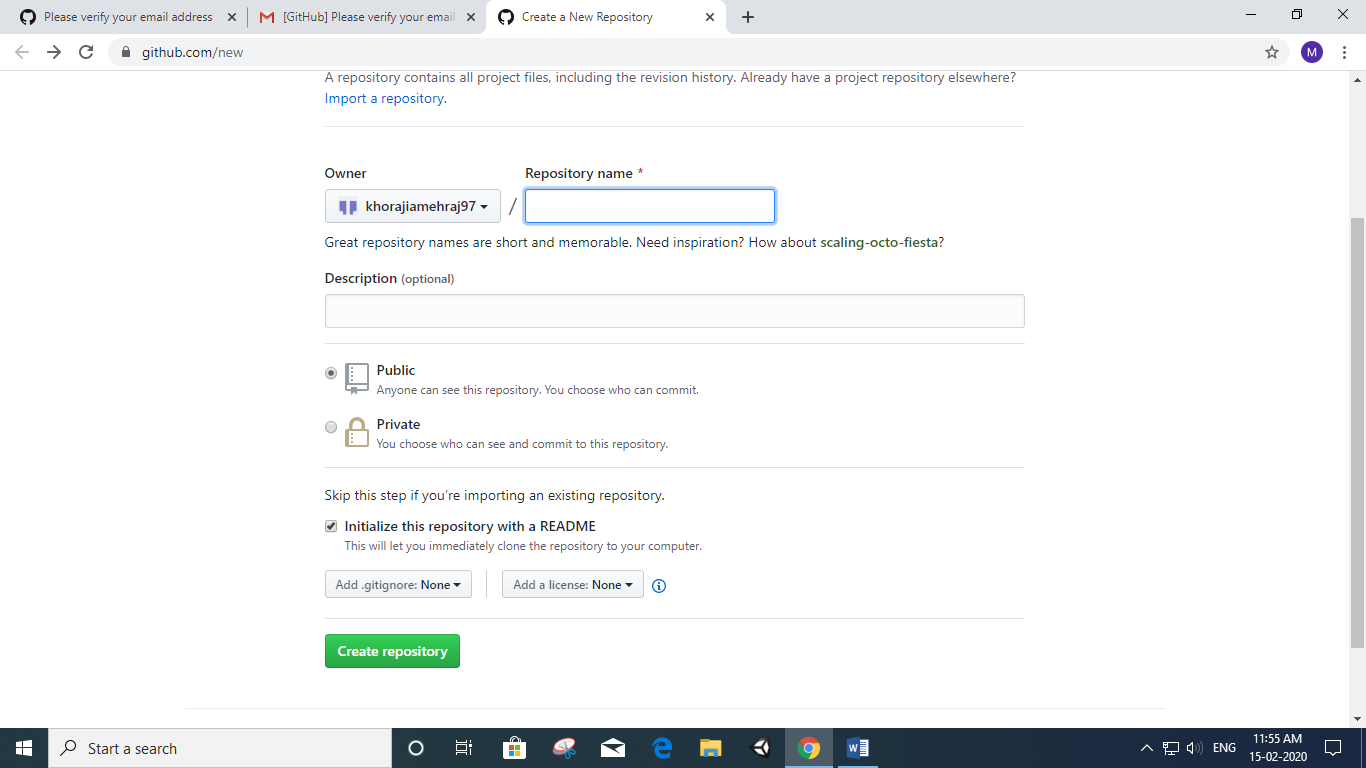 Please verify your email address
[GitHub] Please verify your email
Create a New Repository
github.com/new
M
A repository contains all project files, including the revision history. Already have a project repository elsewhere?
Import a repository.
Owner
Repository name *
khorajiamehraj97 /
Great repository names are short and memorable. Need inspiration? How about scaling-octo-fiesta?
Description (optional)
Public
Anyone can see this repository. You choose who can commit.
Private
You choose who can see and commit to this repository.
Skip this step if you're importing an existing repository.
Initialize this repository with a README
This will let you immediately clone the repository to your computer.
Add .gitignore: None
Add a license: None
Create repository
Start a search
ENG
11:55 AM
15-02-2020